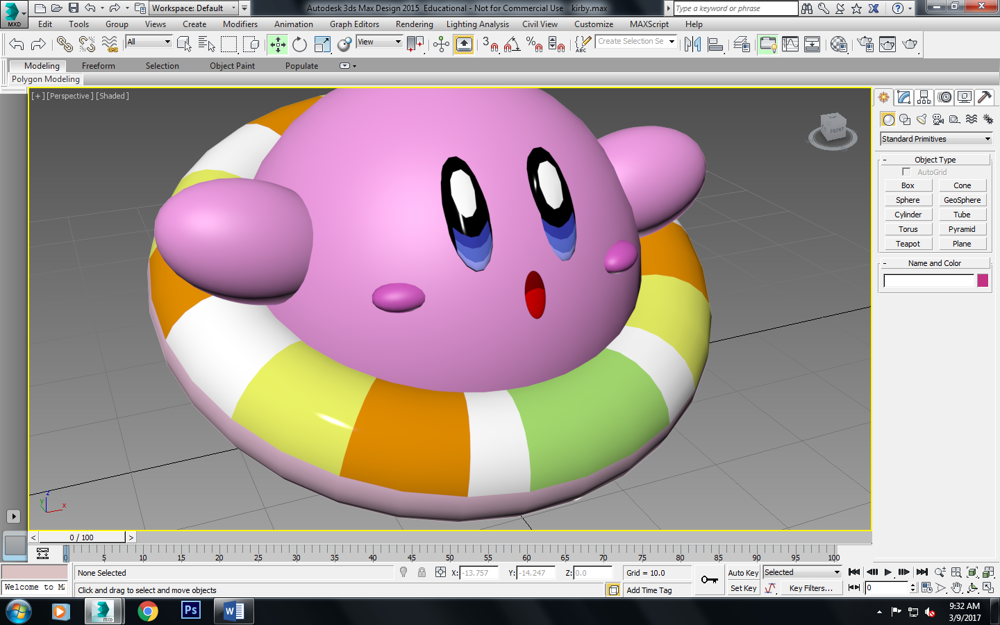 Workspace: Default
Autodesk 3ds Max Design 2015 Educational - Not for Commercial Use kirby.max
Type a keyword or phrase
MXD
Edit Tools Group Views Create Modifiers Animation Graph Editors Rendering Lighting Analysis Civil View Customize MAXScript Help
All
View
3
%
ABC
Create Selection Se
Modeling Freeform Selection Object Paint Populate
Polygon Modeling
[+] [Perspective ] [Shaded ]
FRONT
Standard Primitives
- Object Type
AutoGrid
Box Cone
Sphere GeoSphere
Cylinder Tube
Torus Pyramid
Teapot Plane
- Name and Color
z
y
x
< 0 / 100 >
0 5 10 15 20 25 30 35 40 45 50 55 60 65 70 75 80 85 90 95 100
None Selected X: -13.757 Y: -14.247 Z: 0.0 Grid = 10.0 Auto Key Selected
Welcome to MA
Click and drag to select and move objects Add Time Tag Set Key Key Filters... 0
MXD
Ps
W
9:32 AM
3/9/2017